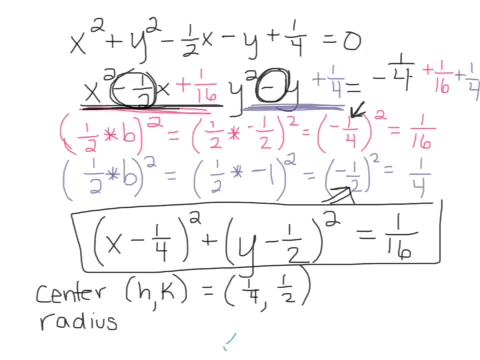 x² + y² - 1/2x - y + 1/4 = 0
x² - 1/2x + 1/16 y² - y + 1/4 = -1/4 + 1/16 + 1/4
(1/2 * b)² = (1/2 * -1/2)² = (-1/4)² = 1/16
(1/2 * b)² = (1/2 * -1)² = (-1/2)² = 1/4
(x - 1/4)² + (y - 1/2)² = 1/16
center (h, K) = (1/4, 1/2)
radius